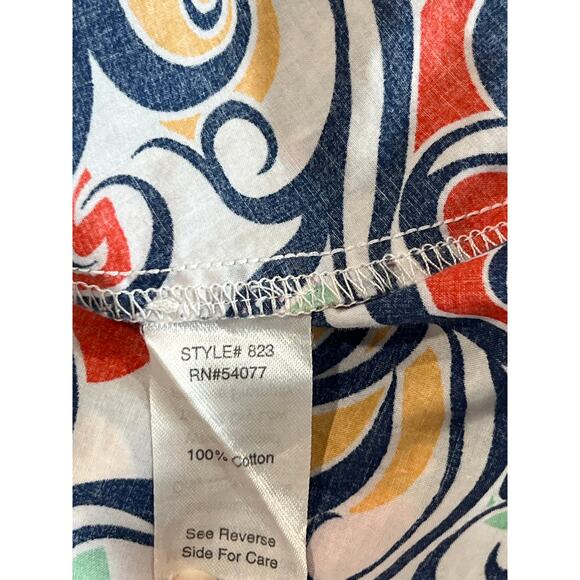 STYLE# 823
RN#54077
100% Cotton
See Reverse
Side For Care